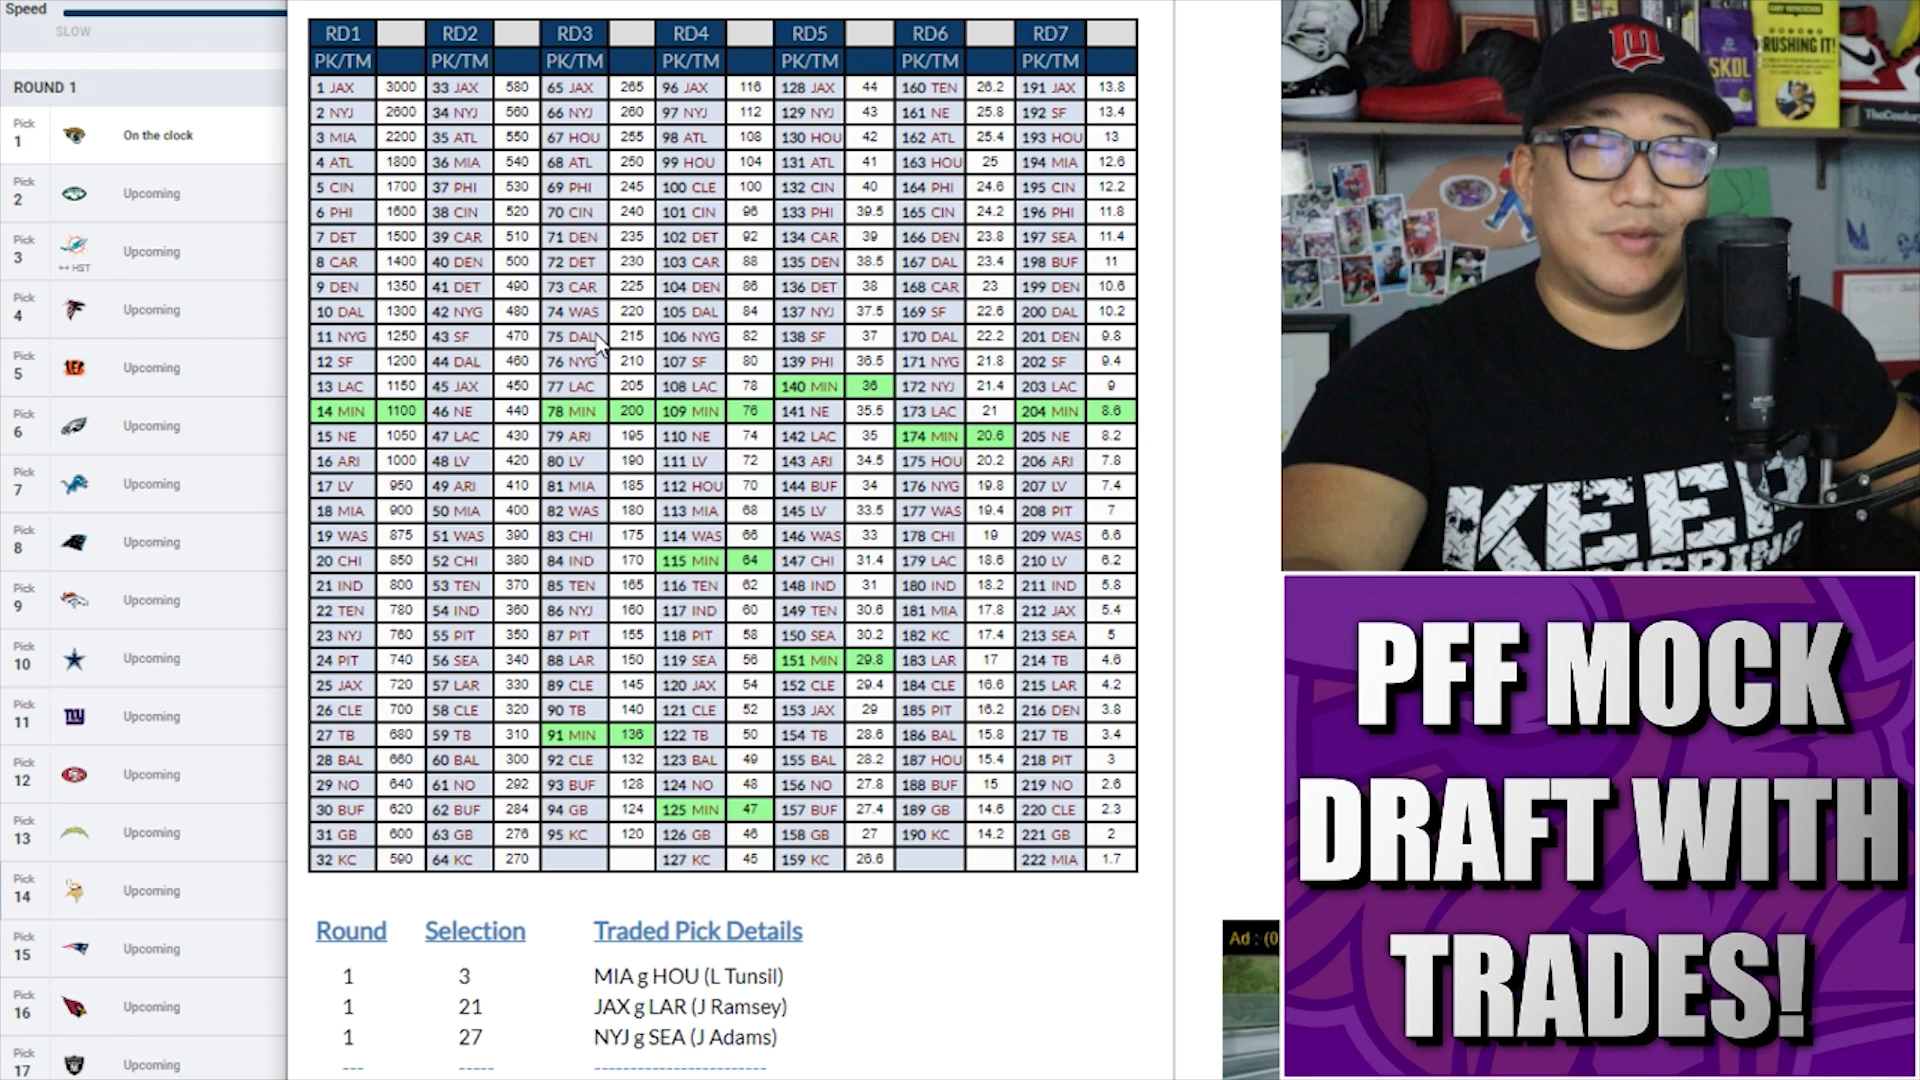 Speed
SLOW
ROUND 1
Pick 1 On the clock
Pick 2 Upcoming
Pick 3 HST Upcoming
Pick 4 Upcoming
Pick 5 Upcoming
Pick 6 Upcoming
Pick 7 Upcoming
Pick 8 Upcoming
Pick 9 Upcoming
Pick 10 Upcoming
Pick 11 Upcoming
Pick 12 Upcoming
Pick 13 Upcoming
Pick 14 Upcoming
Pick 15 Upcoming
Pick 16 Upcoming
Pick 17 Upcoming
RD1 RD2 RD3 RD4 RD5 RD6 RD7
PK/TM PK/TM PK/TM PK/TM PK/TM PK/TM PK/TM
1 JAX 3000 33 JAX 580 65 JAX 265 96 JAX 116 128 JAX 44 160 TEN 26.2 191 JAX 13.8
2 NYJ 2600 34 NYJ 560 66 NYJ 260 97 NYJ 112 129 NYJ 43 161 NE 25.8 192 SF 13.4
3 MIA 2200 35 ATL 550 67 HOU 255 98 ATL 108 130 HOU 42 162 ATL 25.4 193 HOU 13
4 ATL 1800 36 MIA 540 68 ATL 250 99 HOU 104 131 ATL 41 163 HOU 25 194 MIA 12.6
5 CIN 1700 37 PHI 530 69 PHI 245 100 CLE 100 132 CIN 40 164 PHI 24.6 195 CIN 12.2
6 PHI 1600 38 CIN 520 70 CIN 240 101 CIN 96 133 PHI 39.5 165 CIN 24.2 196 PHI 11.8
7 DET 1500 39 CAR 510 71 DEN 235 102 DET 92 134 CAR 39 166 DEN 23.8 197 SEA 11.4
8 CAR 1400 40 DEN 500 72 DET 230 103 CAR 88 135 DEN 38.5 167 DAL 23.4 198 BUF 11
9 DEN 1350 41 DET 490 73 CAR 225 104 DEN 86 136 DET 38 168 CAR 23 199 DEN 10.6
10 DAL 1300 42 NYG 480 74 WAS 220 105 DAL 84 137 NYJ 37.5 169 SF 22.6 200 DAL 10.2
11 NYG 1250 43 SF 470 75 DAL 215 106 NYG 82 138 SF 37 170 DAL 22.2 201 DEN 9.8
12 SF 1200 44 DAL 460 76 NYG 210 107 SF 80 139 PHI 36.5 171 NYG 21.8 202 SF 9.4
13 LAC 1150 45 JAX 450 77 LAC 205 108 LAC 78 140 MIN 36 172 NYJ 21.4 203 LAC 9
14 MIN 1100 46 NE 440 78 MIN 200 109 MIN 76 141 NE 35.5 173 LAC 21 204 MIN 8.6
15 NE 1050 47 LAC 430 79 ARI 195 110 NE 74 142 LAC 35 174 MIN 20.6 205 NE 8.2
16 ARI 1000 48 LV 420 80 LV 190 111 LV 72 143 ARI 34.5 175 HOU 20.2 206 ARI 7.8
17 LV 950 49 ARI 410 81 MIA 185 112 HOU 70 144 BUF 34 176 NYG 19.8 207 LV 7.4
18 MIA 900 50 MIA 400 82 WAS 180 113 MIA 68 145 LV 33.5 177 WAS 19.4 208 PIT 7
19 WAS 875 51 WAS 390 83 CHI 175 114 WAS 66 146 WAS 33 178 CHI 19 209 WAS 6.6
20 CHI 850 52 CHI 380 84 IND 170 115 MIN 64 147 CHI 31.4 179 LAC 18.6 210 LV 6.2
21 IND 800 53 TEN 370 85 TEN 165 116 TEN 62 148 IND 31 180 IND 18.2 211 IND 5.8
22 TEN 780 54 IND 360 86 NYJ 160 117 IND 60 149 TEN 30.6 181 MIA 17.8 212 JAX 5.4
23 NYJ 760 55 PIT 350 87 PIT 155 118 PIT 58 150 SEA 30.2 182 KC 17.4 213 SEA 5
24 PIT 740 56 SEA 340 88 LAR 150 119 SEA 56 151 MIN 29.8 183 LAR 17 214 TB 4.6
25 JAX 720 57 LAR 330 89 CLE 145 120 JAX 54 152 CLE 29.4 184 CLE 16.6 215 LAR 4.2
26 CLE 700 58 CLE 320 90 TB 140 121 CLE 52 153 JAX 29 185 PIT 16.2 216 DEN 3.8
27 TB 680 59 TB 310 91 MIN 136 122 TB 50 154 TB 28.6 186 BAL 15.8 217 TB 3.4
28 BAL 660 60 BAL 300 92 CLE 132 123 BAL 49 155 BAL 28.2 187 HOU 15.4 218 PIT 3
29 NO 640 61 NO 292 93 BUF 128 124 NO 48 156 NO 27.8 188 BUF 15 219 NO 2.6
30 BUF 620 62 BUF 284 94 GB 124 125 MIN 47 157 BUF 27.4 189 GB 14.6 220 CLE 2.3
31 GB 600 63 GB 276 95 KC 120 126 GB 46 158 GB 27 190 KC 14.2 221 GB 2
32 KC 590 64 KC 270 127 KC 45 159 KC 26.6 222 MIA 1.7
Round Selection Traded Pick Details
1 3 MIA g HOU (L Tunsil)
1 21 JAX g LAR (J Ramsey)
1 27 NYJ g SEA (J Adams)
--- ----- -----------------------
Ad : (0
SKOL
RUSHING IT!
TheCentury
KEEP
PFF MOCK
DRAFT WITH
TRADES!